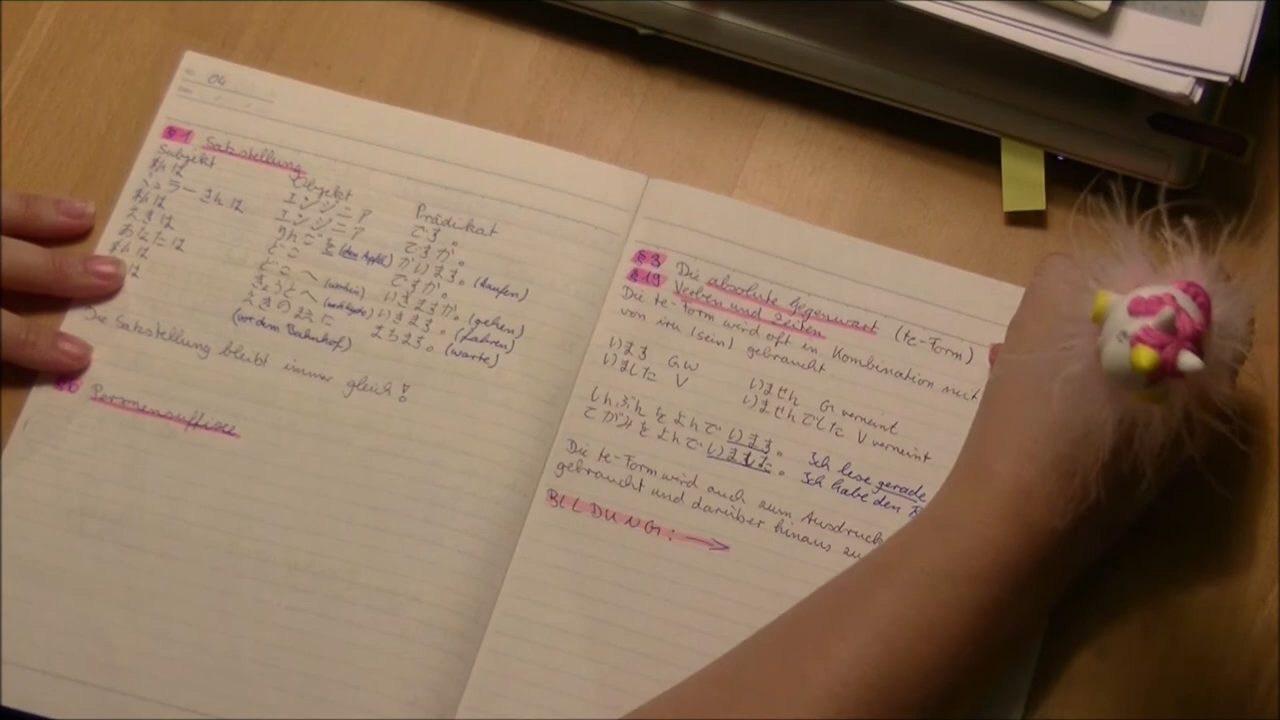 04
§1 Satzstellung
Subjekt Objekt Prädikat
私は エンジニア です。
ミュラーさんは エンジニア ですか。
私は りんごを (den Apfel) かいます。 (kaufen)
えきは どこ ですか。
あなたは どこへ (wohin) いきますか。 (gehen)
私は きょうとへ いきます。 (fahren)
は えきのまえに まちます。 (warte)
(vor dem Bahnhof)
Die Satzstellung bleibt immer gleich!
Personensuffixe
§3 Die absolute Gegenwart (te-Form)
§19 Verben und Zeiten
Die te-Form wird oft in Kombination mit
von iru (sein) gebraucht
います GW いません G verneint
いました V いませんでした V verneint
しんぶんをよんでいます。 Ich lese gerade
てがみをよんでいました。 Ich habe den
Die te-Form wird auch zum Ausdruck
gebraucht und darüber hinaus zu
BILDUNG: →